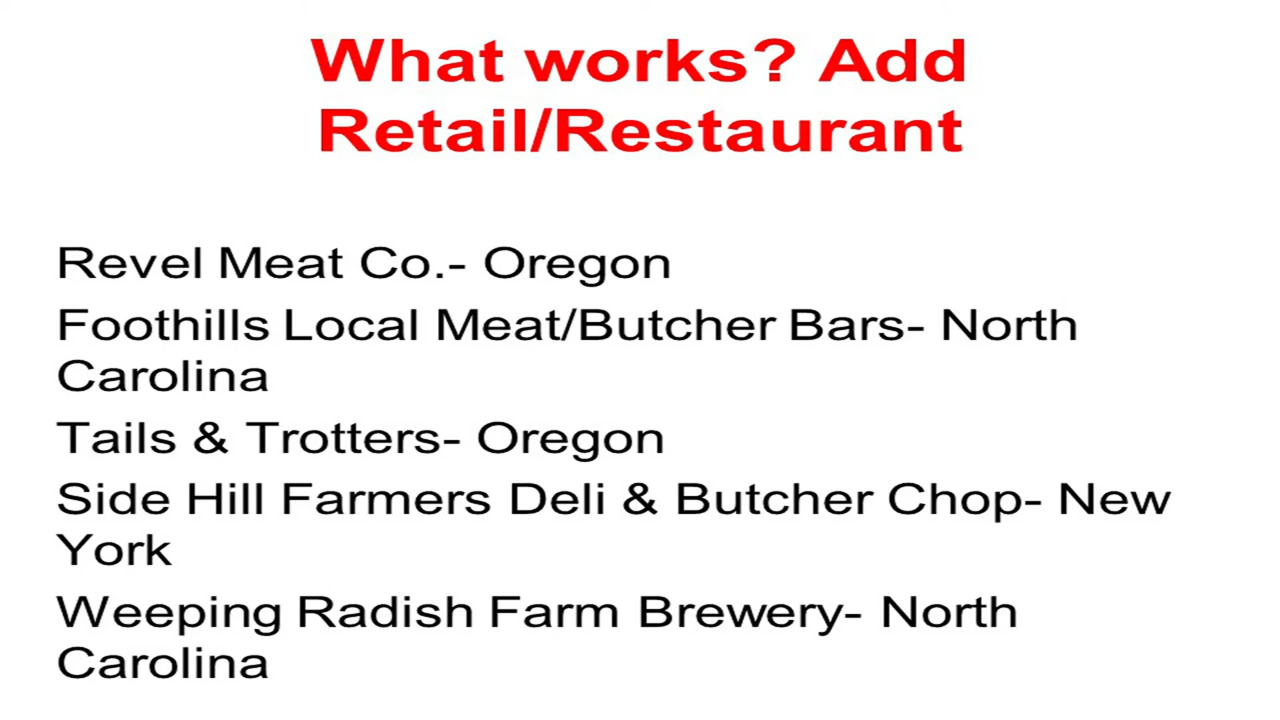 What works? Add
Retail/Restaurant
Revel Meat Co.- Oregon
Foothills Local Meat/Butcher Bars- North
Carolina
Tails & Trotters- Oregon
Side Hill Farmers Deli & Butcher Chop- New
York
Weeping Radish Farm Brewery- North
Carolina